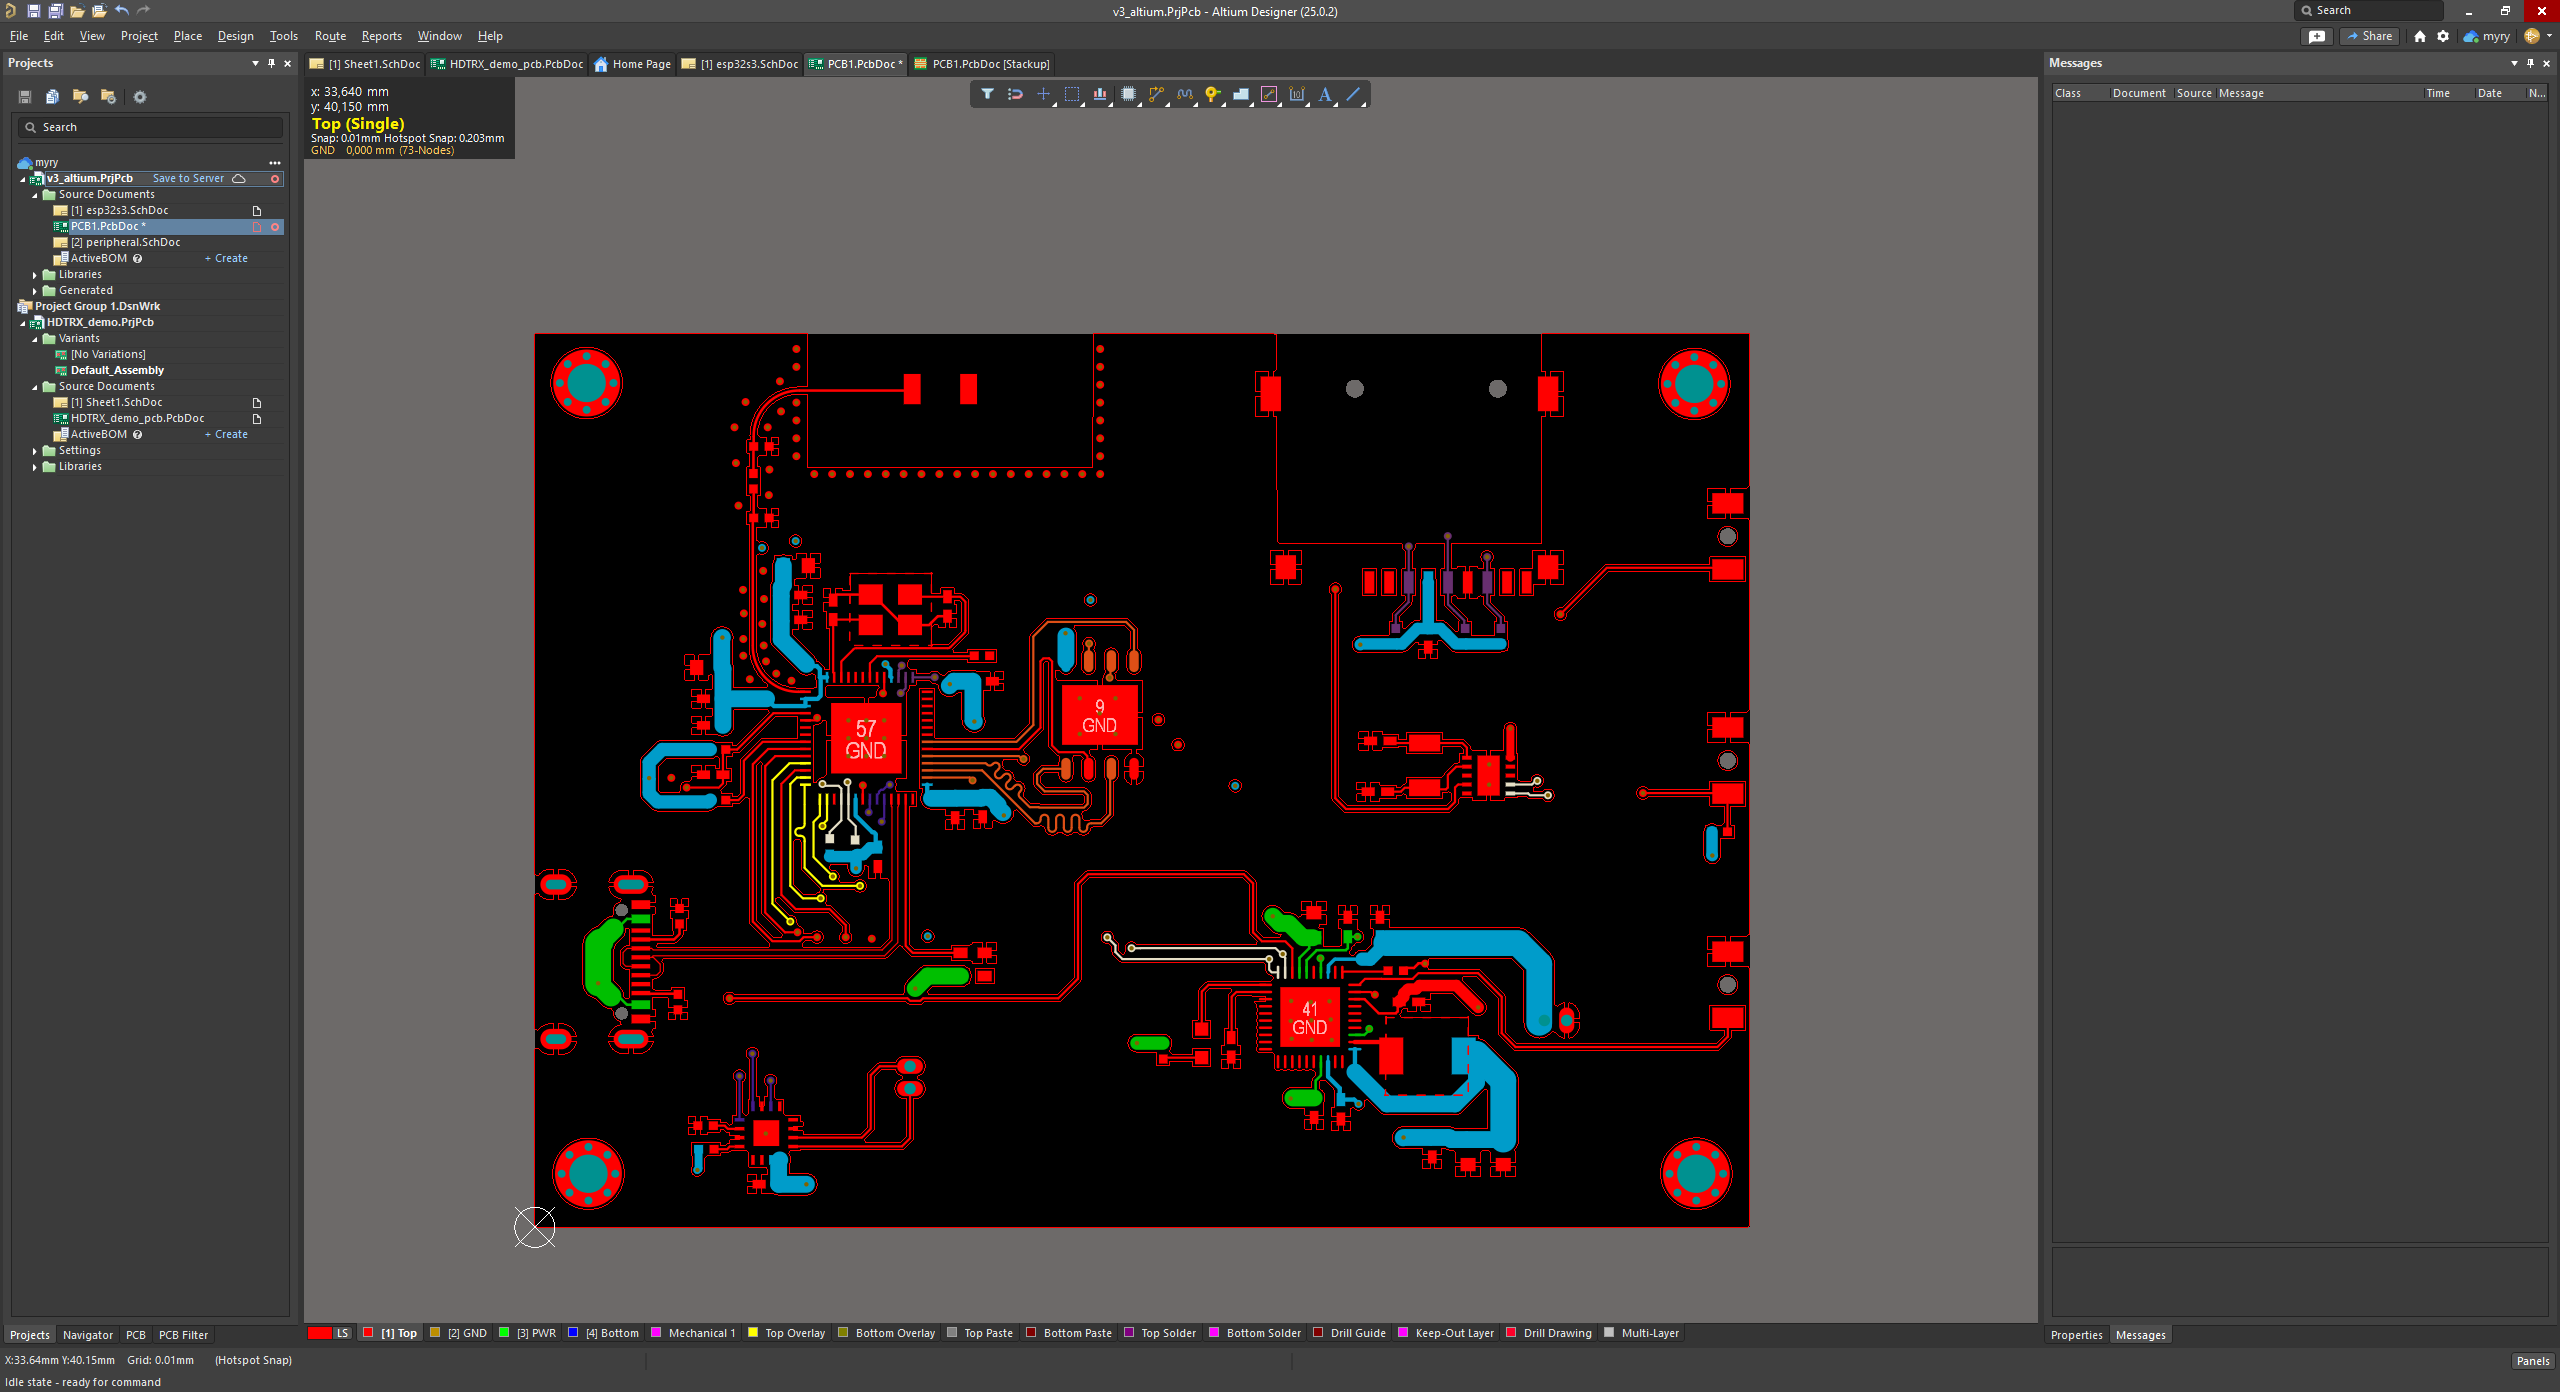 v3_altium.PrjPcb - Altium Designer (25.0.2)
Search
File Edit View Project Place Design Tools Route Reports Window Help
Share
myry
Projects
[1] Sheet1.SchDoc
HDTRX_demo_pcb.PcbDoc
Home Page
[1] esp32s3.SchDoc
PCB1.PcbDoc *
PCB1.PcbDoc [Stackup]
Messages
Class Document Source Message Time Date N...
Search
x: 33,640 mm
y: 40,150 mm
Top (Single)
Snap: 0.01mm Hotspot Snap: 0.203mm
GND 0,000 mm (73-Nodes)
myry
v3_altium.PrjPcb Save to Server
Source Documents
[1] esp32s3.SchDoc
PCB1.PcbDoc *
[2] peripheral.SchDoc
ActiveBOM + Create
Libraries
Generated
Project Group 1.DsnWrk
HDTRX_demo.PrjPcb
Variants
[No Variations]
Default_Assembly
Source Documents
[1] Sheet1.SchDoc
HDTRX_demo_pcb.PcbDoc
ActiveBOM + Create
Settings
Libraries
57
GND
9
GND
41
GND
Projects Navigator PCB PCB Filter
LS [1] Top [2] GND [3] PWR [4] Bottom Mechanical 1 Top Overlay Bottom Overlay Top Paste Bottom Paste Top Solder Bottom Solder Drill Guide Keep-Out Layer Drill Drawing Multi-Layer
Properties Messages
X:33.64mm Y:40.15mm Grid: 0.01mm (Hotspot Snap)
Panels
Idle state - ready for command